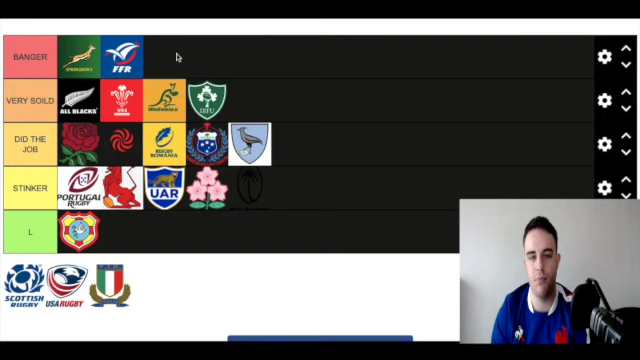 BANGER
SPRINGBOKS
FFR
VERY SOILD
ALL BLACKS
WRU
Wallabies
IRFU
DID THE
JOB
RUGBY
ROMANIA
STINKER
PORTUGAL
RUGBY
UAR
L
SCOTTISH
RUGBY
USA RUGBY